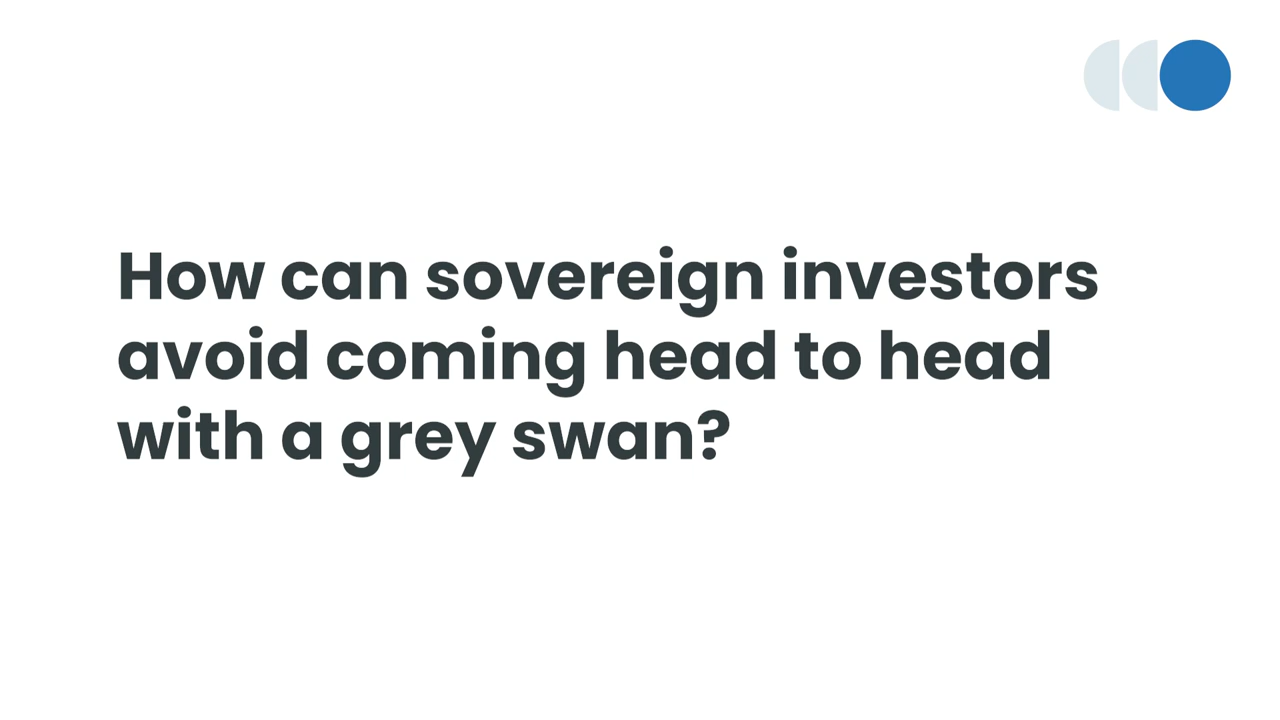 How can sovereign investors
avoid coming head to head
with a grey swan?